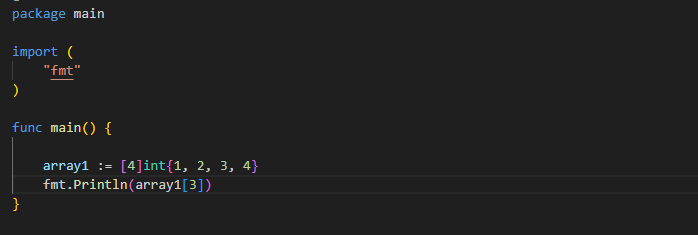 package main
import (
"fmt"
)
func main() {
array1 := [4]int{1, 2, 3, 4}
fmt.Println(array1[3])
}